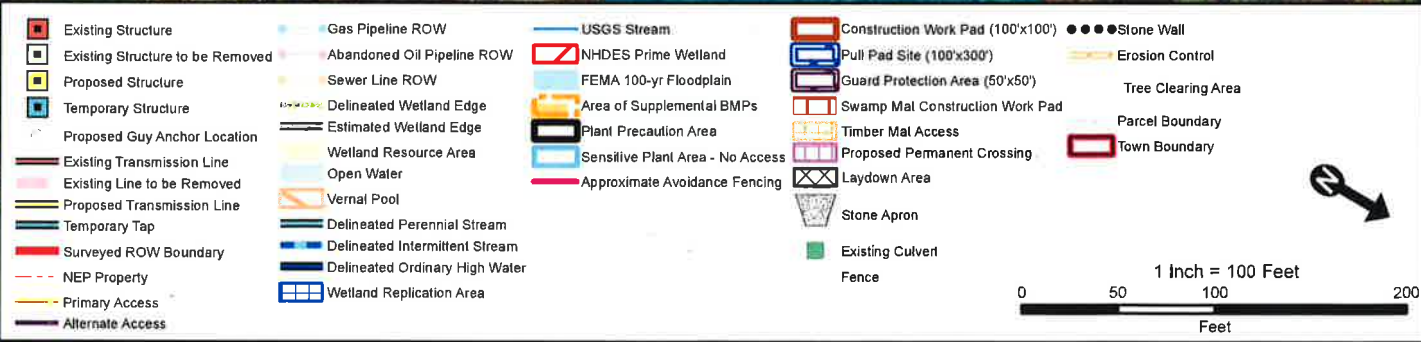 Existing Structure
Existing Structure to be Removed
Proposed Structure
Temporary Structure
Proposed Guy Anchor Location
Existing Transmission Line
Existing Line to be Removed
Proposed Transmission Line
Temporary Tap
Surveyed ROW Boundary
NEP Property
Primary Access
Alternate Access
Gas Pipeline ROW
Abandoned Oil Pipeline ROW
Sewer Line ROW
Delineated Wetland Edge
Estimated Wetland Edge
Wetland Resource Area
Open Water
Vernal Pool
Delineated Perennial Stream
Delineated Intermittent Stream
Delineated Ordinary High Water
Wetland Replication Area
USGS Stream
NHDES Prime Wetland
FEMA 100-yr Floodplain
Area of Supplemental BMPs
Plant Precaution Area
Sensitive Plant Area - No Access
Approximate Avoidance Fencing
Construction Work Pad (100'x100')
Pull Pad Site (100'x300')
Guard Protection Area (50'x50')
Swamp Mat Construction Work Pad
Timber Mat Access
Proposed Permanent Crossing
Laydown Area
Stone Apron
Existing Culvert
Fence
Stone Wall
Erosion Control
Tree Clearing Area
Parcel Boundary
Town Boundary
N
1 Inch = 100 Feet
0 50 100 200
Feet